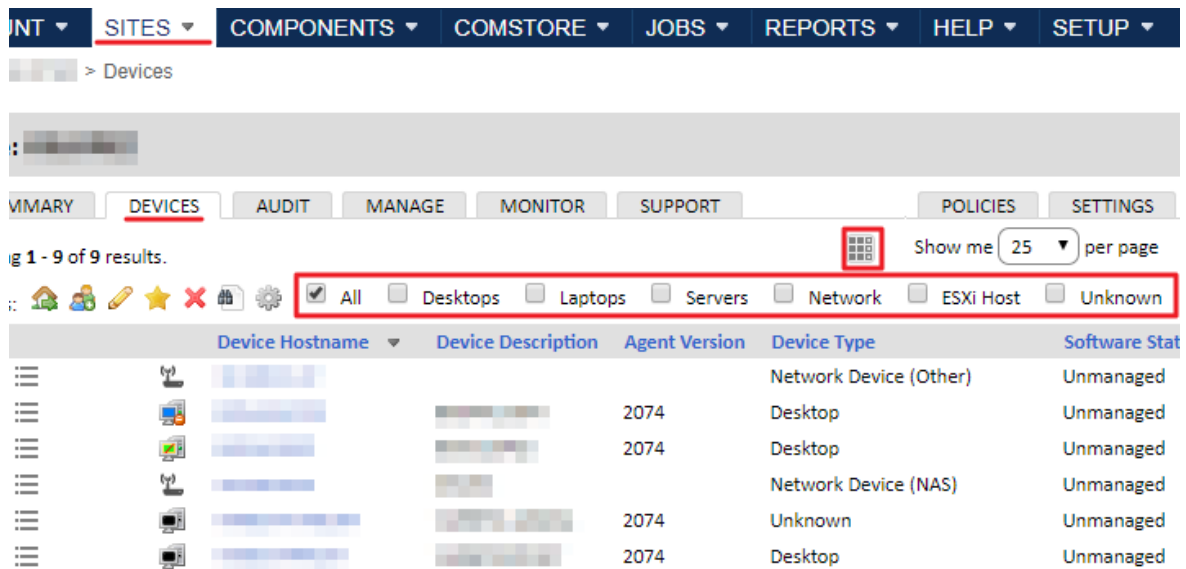 UNT SITES COMPONENTS COMSTORE JOBS REPORTS HELP SETUP
> Devices
:
MMARY DEVICES AUDIT MANAGE MONITOR SUPPORT POLICIES SETTINGS
g 1 - 9 of 9 results. Show me 25 per page
s: All Desktops Laptops Servers Network ESXi Host Unknown
Device Hostname Device Description Agent Version Device Type Software Stat
Network Device (Other) Unmanaged
2074 Desktop Unmanaged
2074 Desktop Unmanaged
Network Device (NAS) Unmanaged
2074 Unknown Unmanaged
2074 Desktop Unmanaged